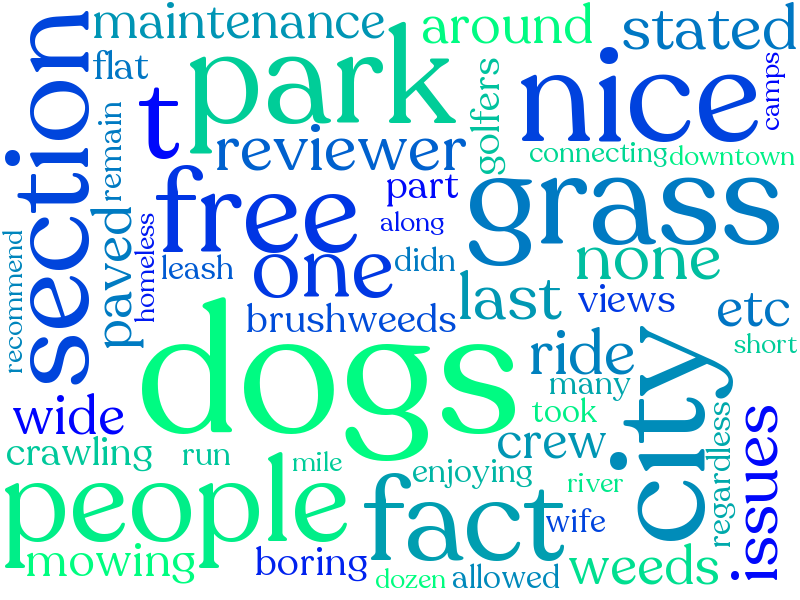 maintenance
around
stated
flat
park
nice
camps
section
t
remain
reviewer
golfers
connecting
downtown
free
part
grass
along
paved
homeless
leash
one
didn
none
recommend
last
views
etc
brushweeds
dogs
ride
short
many
city
wide
took
regardless
issues
crawling
run
mile
crew
enjoying
river
people
fact
wife
mowing
boring
dozen
allowed
weeds